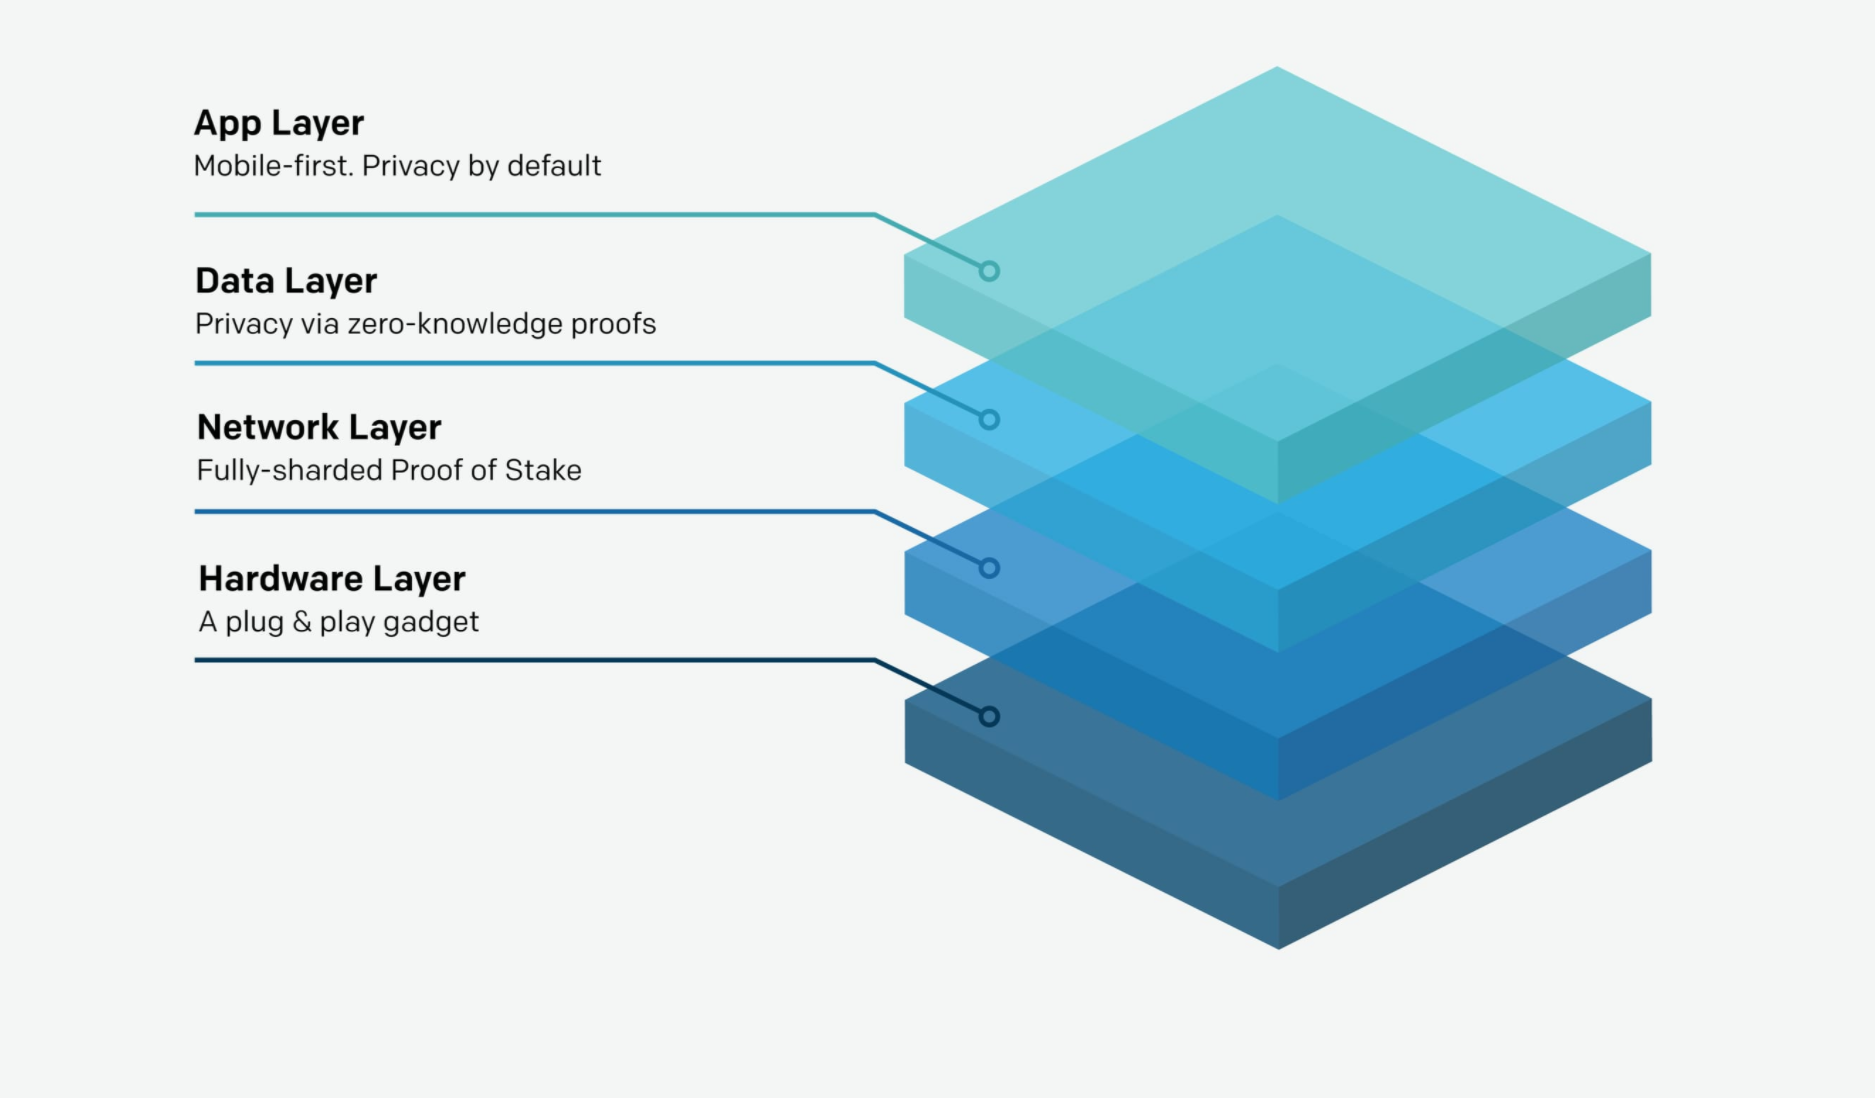 App Layer
Mobile-first. Privacy by default
Data Layer
Privacy via zero-knowledge proofs
Network Layer
Fully-sharded Proof of Stake
Hardware Layer
A plug & play gadget